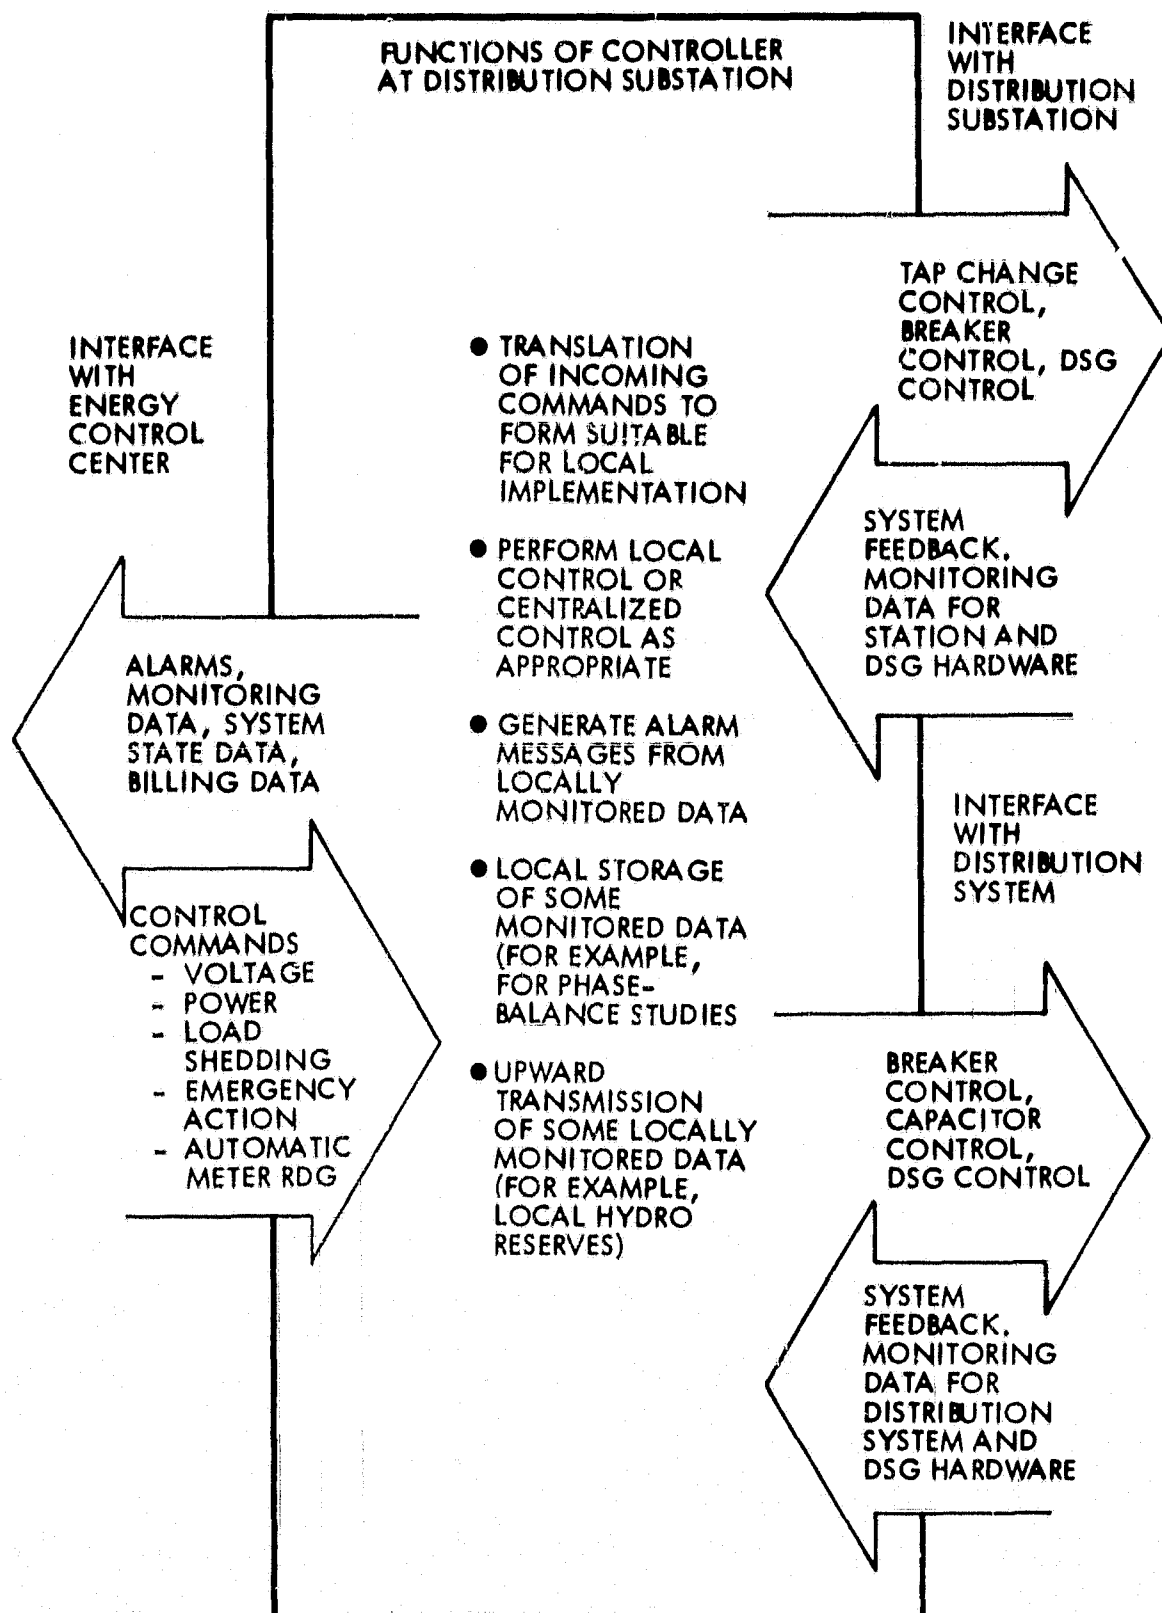 FUNCTIONS OF CONTROLLER
AT DISTRIBUTION SUBSTATION
INTERFACE
WITH
DISTRIBUTION
SUBSTATION
TAP CHANGE
CONTROL,
BREAKER
CONTROL, DSG
CONTROL
SYSTEM
FEEDBACK.
MONITORING
DATA FOR
STATION AND
DSG HARDWARE
INTERFACE
WITH
ENERGY
CONTROL
CENTER
ALARMS,
MONITORING
DATA, SYSTEM
STATE DATA,
BILLING DATA
CONTROL
COMMANDS
- VOLTAGE
- POWER
- LOAD
SHEDDING
- EMERGENCY
ACTION
- AUTOMATIC
METER RDG
● TRANSLATION
OF INCOMING
COMMANDS TO
FORM SUITABLE
FOR LOCAL
IMPLEMENTATION
● PERFORM LOCAL
CONTROL OR
CENTRALIZED
CONTROL AS
APPROPRIATE
● GENERATE ALARM
MESSAGES FROM
LOCALLY
MONITORED DATA
● LOCAL STORAGE
OF SOME
MONITORED DATA
(FOR EXAMPLE,
FOR PHASE-
BALANCE STUDIES
● UPWARD
TRANSMISSION
OF SOME LOCALLY
MONITORED DATA
(FOR EXAMPLE,
LOCAL HYDRO
RESERVES)
INTERFACE
WITH
DISTRIBUTION
SYSTEM
BREAKER
CONTROL,
CAPACITOR
CONTROL,
DSG CONTROL
SYSTEM
FEEDBACK.
MONITORING
DATA FOR
DISTRIBUTION
SYSTEM AND
DSG HARDWARE